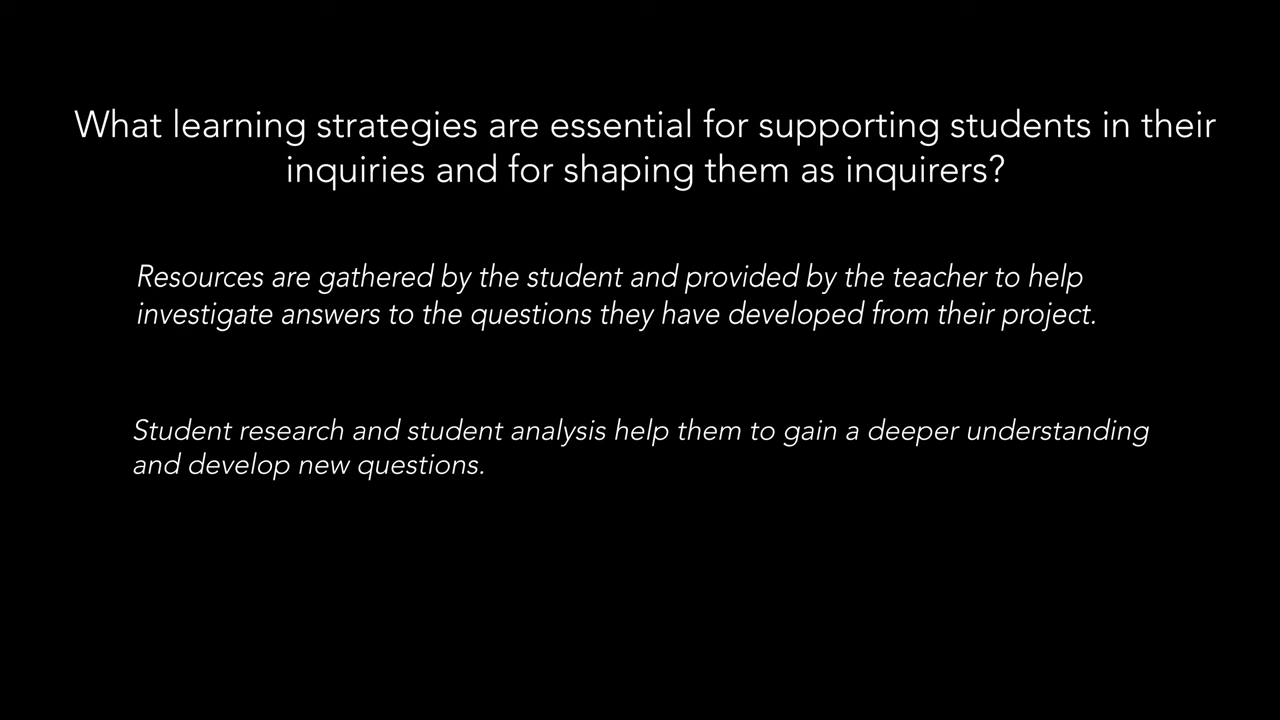 What learning strategies are essential for supporting students in their
inquiries and for shaping them as inquirers?
Resources are gathered by the student and provided by the teacher to help
investigate answers to the questions they have developed from their project.
Student research and student analysis help them to gain a deeper understanding
and develop new questions.